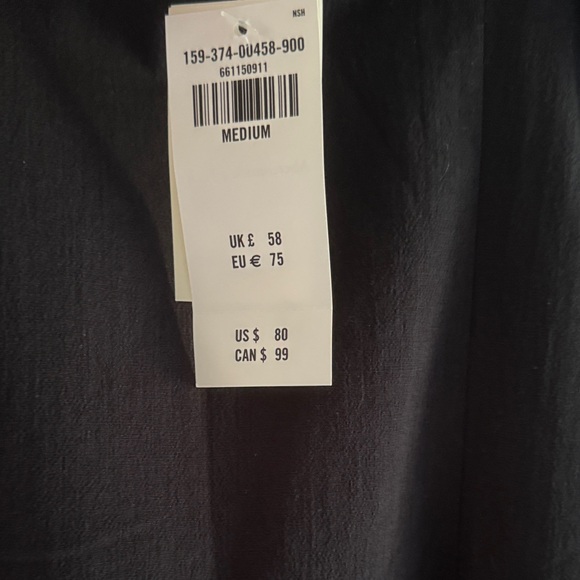 NSH
159-374-00458-900
661150911
MEDIUM
UK £ 58
EU € 75
US $ 80
CAN $ 99